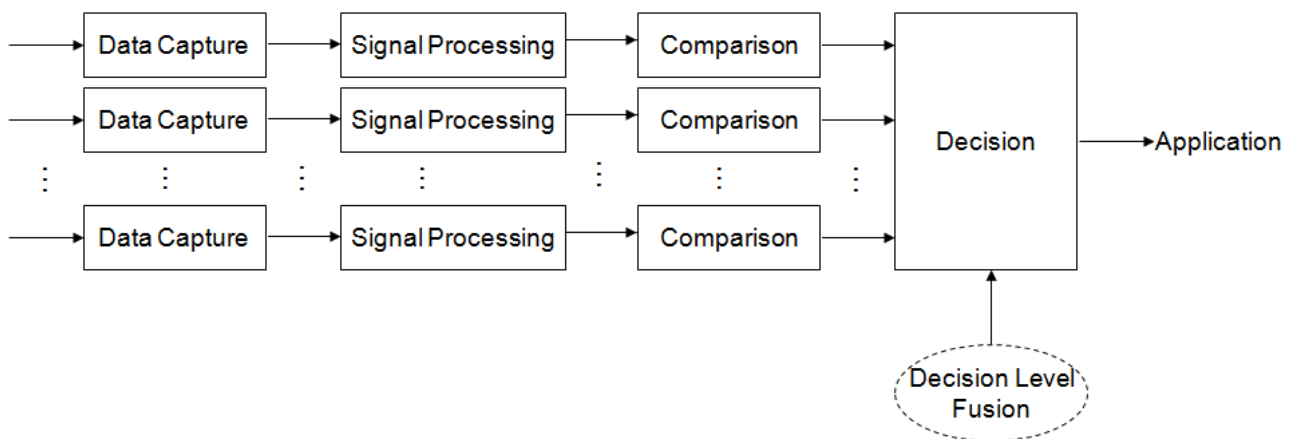 Data Capture
Signal Processing
Comparison
Data Capture
Signal Processing
Comparison
Decision
Application
Data Capture
Signal Processing
Comparison
Decision Level
Fusion